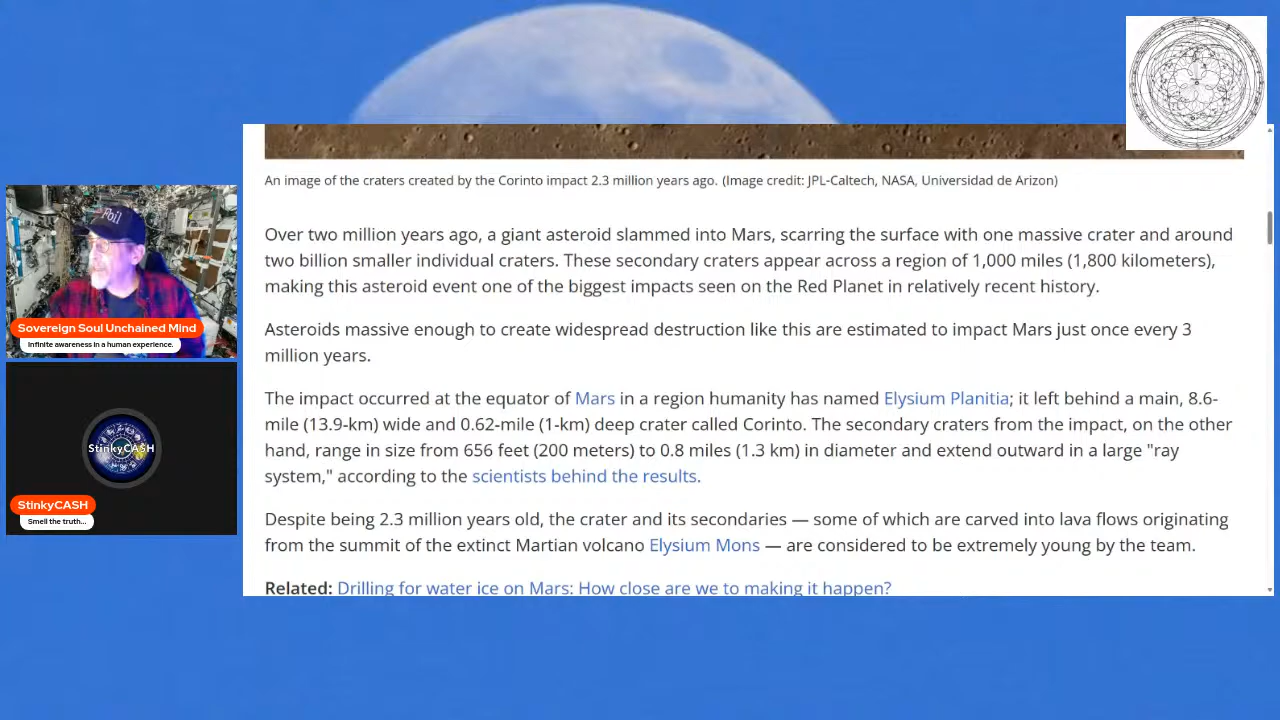 An image of the craters created by the Corinto impact 2.3 million years ago. (Image credit: JPL-Caltech, NASA, Universidad de Arizon)
Over two million years ago, a giant asteroid slammed into Mars, scarring the surface with one massive crater and around
two billion smaller individual craters. These secondary craters appear across a region of 1,000 miles (1,800 kilometers),
making this asteroid event one of the biggest impacts seen on the Red Planet in relatively recent history.
Asteroids massive enough to create widespread destruction like this are estimated to impact Mars just once every 3
million years.
The impact occurred at the equator of Mars in a region humanity has named Elysium Planitia; it left behind a main, 8.6-
mile (13.9-km) wide and 0.62-mile (1-km) deep crater called Corinto. The secondary craters from the impact, on the other
hand, range in size from 656 feet (200 meters) to 0.8 miles (1.3 km) in diameter and extend outward in a large "ray
system," according to the scientists behind the results.
Despite being 2.3 million years old, the crater and its secondaries — some of which are carved into lava flows originating
from the summit of the extinct Martian volcano Elysium Mons — are considered to be extremely young by the team.
Related: Drilling for water ice on Mars: How close are we to making it happen?
Foil
Sovereign Soul Unchained Mind
Infinite awareness in a human experience.
StinkyCASH
StinkyCASH
Smell the truth...